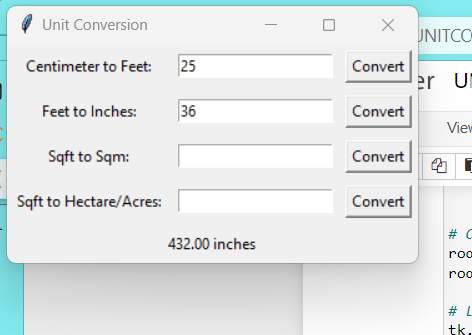 Unit Conversion
UNITCO
Centimeter to Feet: 25 Convert
er UN
Feet to Inches: 36 Convert
View
Sqft to Sqm: Convert
Sqft to Hectare/Acres: Convert
432.00 inches
# C
roo
roo
# L
tk.